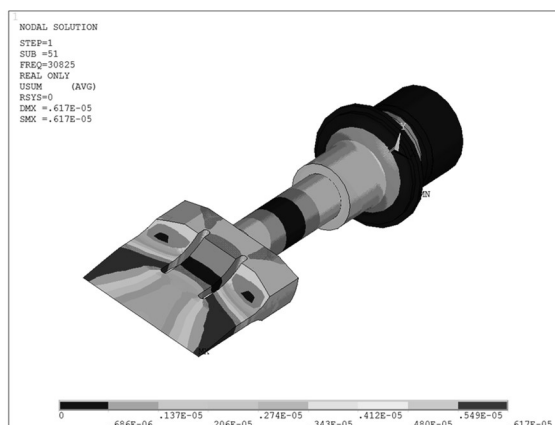 1
NODAL SOLUTION
STEP=1
SUB =51
FREQ=30825
REAL ONLY
USUM (AVG)
RSYS=0
DMX =.617E-05
SMX =.617E-05
MN
0 .137E-05 .274E-05 .412E-05 .549E-05
.686E-06 .206E-05 .343E-05 .480E-05 .617E-05